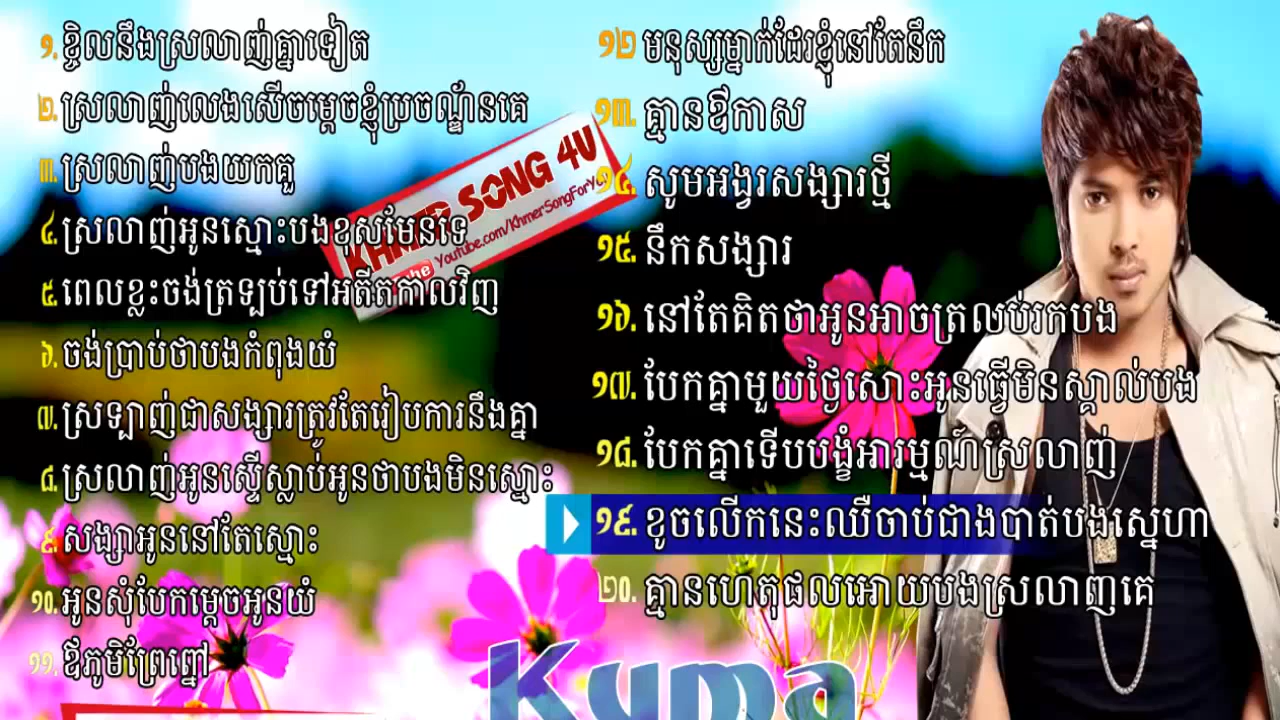 ១. ខ្ចិលនឹងស្រលាញ់គ្នាទៀត
២. ស្រលាញ់លេងសើចម្ដេចខ្ញុំប្រចណ្ឌ័នគេ
៣. ស្រលាញ់បងយកគួ
៤. ស្រលាញ់អូនស្មោះបងខុសមែនទេ
៥. ពេលខ្លះចង់ត្រឡប់ទៅអតីតកាលវិញ
៦. ចង់ប្រាប់ថាបងកំពុងយំ
៧. ស្រឡាញ់ជាសង្សារត្រូវតែរៀបការនឹងគ្នា
៨. ស្រលាញ់អូនស្ទើស្លាប់អូនថាបងមិនស្មោះ
៩. សង្សាអូននៅតែស្មោះ
១០. អូនសុំបែកម្ដេចអូនយំ
១១. ឪភូមិព្រៃព្នៅ
១២ មនុស្សម្នាក់ដែរខ្ញុំនៅតែនឹក
១៣. គ្មានឱកាស
១៤. សូមអង្វរសង្សារថ្មី
១៥. នឹកសង្សារ
១៦. នៅតែគិតថាអូនអាចត្រលប់រកបង
១៧. បែកគ្នាមួយថ្ងៃសោះអូនធ្វើមិនស្គាល់បង
១៨. បែកគ្នាទើបបង្ខំអារម្មណ៍ស្រលាញ់
១៩. ខូចលើកនេះឈឺចាប់ជាងបាត់បងស្នេហា
២០. គ្មានហេតុផលអោយបងស្រលាញគេ
KHMER SONG 4U
Youtube.com/KhmerSongForYou
Kuma